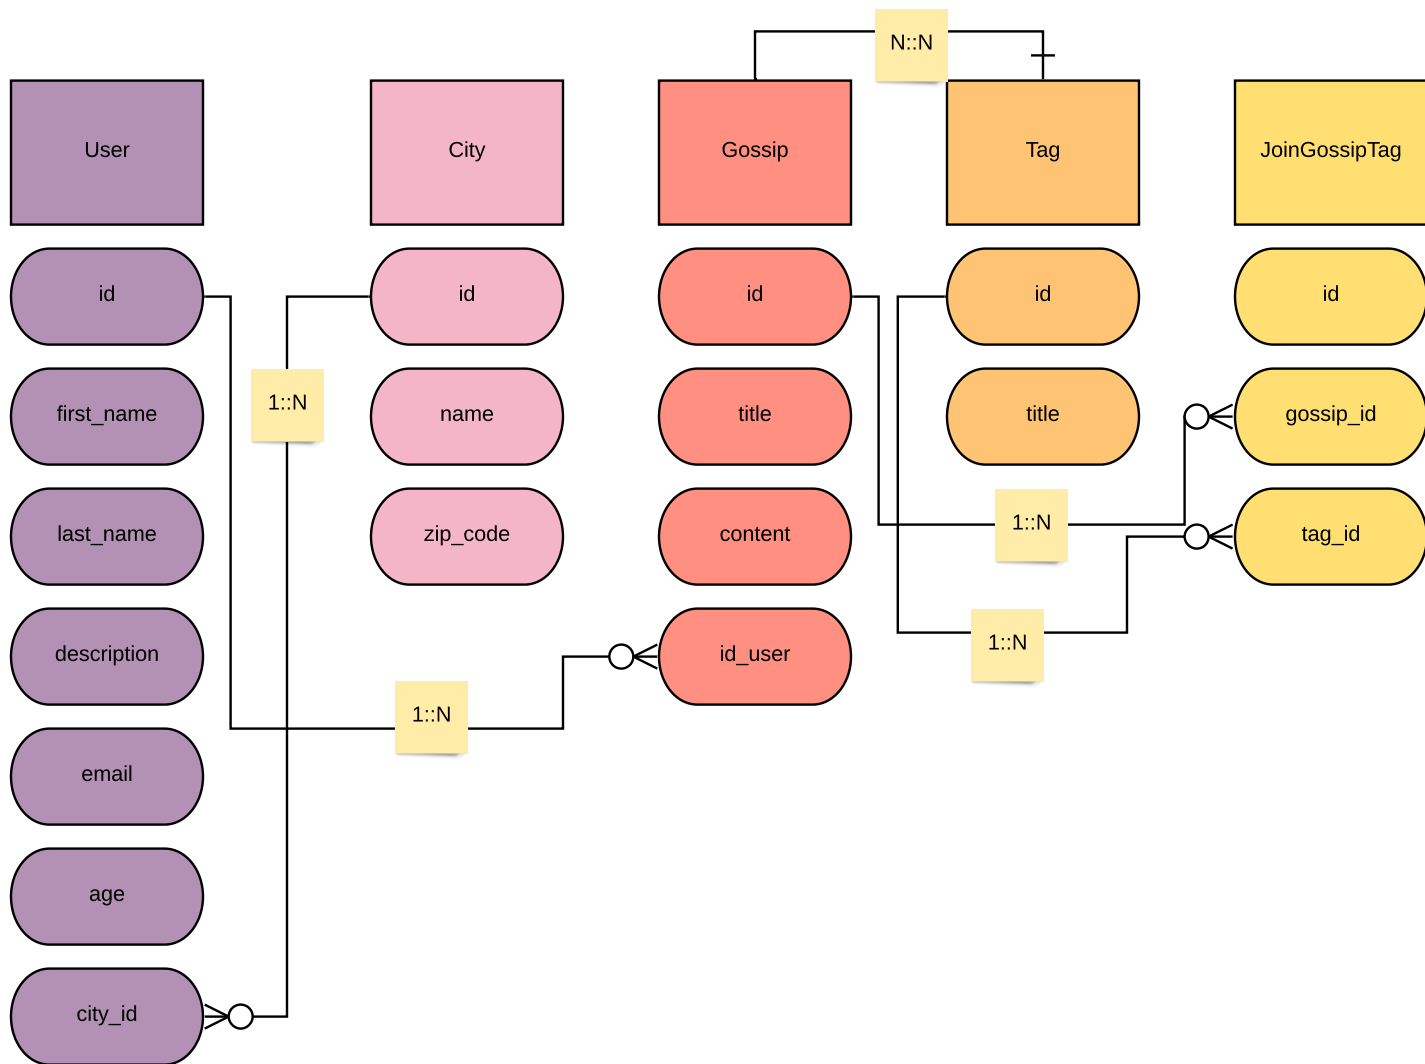 N::N
User
City
Gossip
Tag
JoinGossipTag
id
id
id
id
id
first_name
1::N
name
title
title
gossip_id
last_name
zip_code
content
1::N
tag_id
description
id_user
1::N
1::N
email
age
city_id